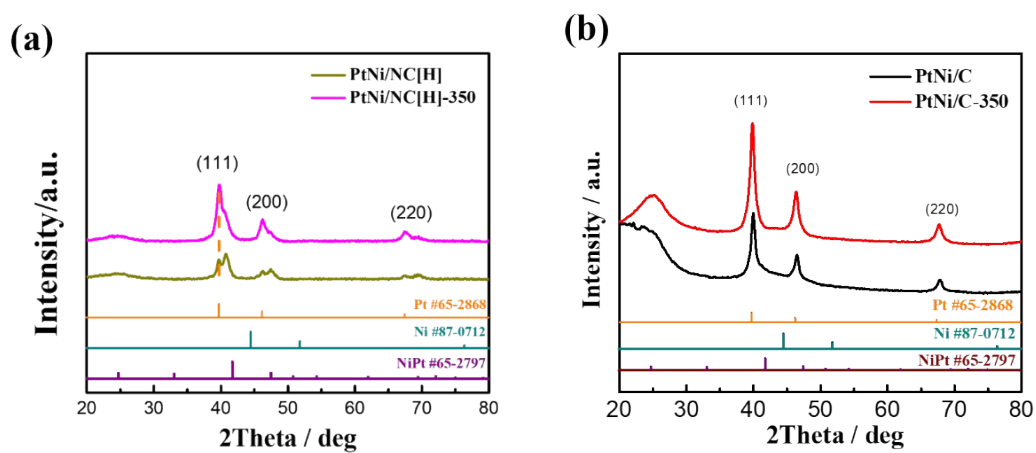 (a)
PtNi/NC[H]
PtNi/NC[H]-350
(111)
(200)
(220)
Intensity/a.u.
Pt #65-2868
Ni #87-0712
NiPt #65-2797
20 30 40 50 60 70 80
2Theta / deg
(b)
PtNi/C
PtNi/C-350
(111)
(200)
(220)
Intensity / a.u.
Pt #65-2868
Ni #87-0712
NiPt #65-2797
20 30 40 50 60 70 80
2Theta / deg